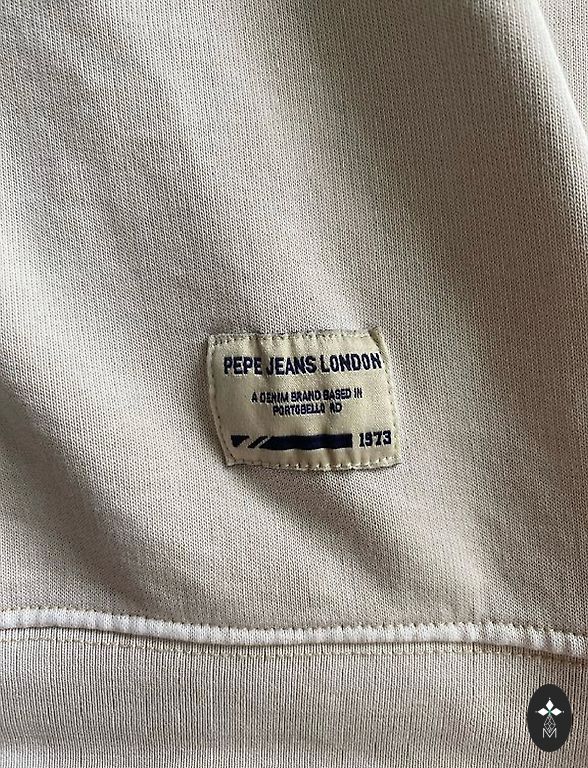 PEPE JEANS LONDON
A DENIM BRAND BASED IN
PORTOBELLO RD
1973